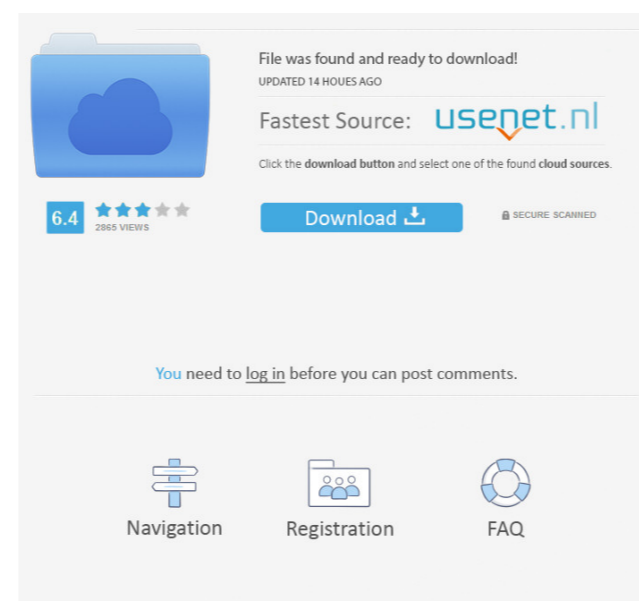 File was found and ready to download!
UPDATED 14 HOUES AGO
Fastest Source: usenet.nl
Click the download button and select one of the found cloud sources.
6.4
2865 VIEWS
Download
SECURE SCANNED
You need to log in before you can post comments.
Navigation
Registration
FAQ